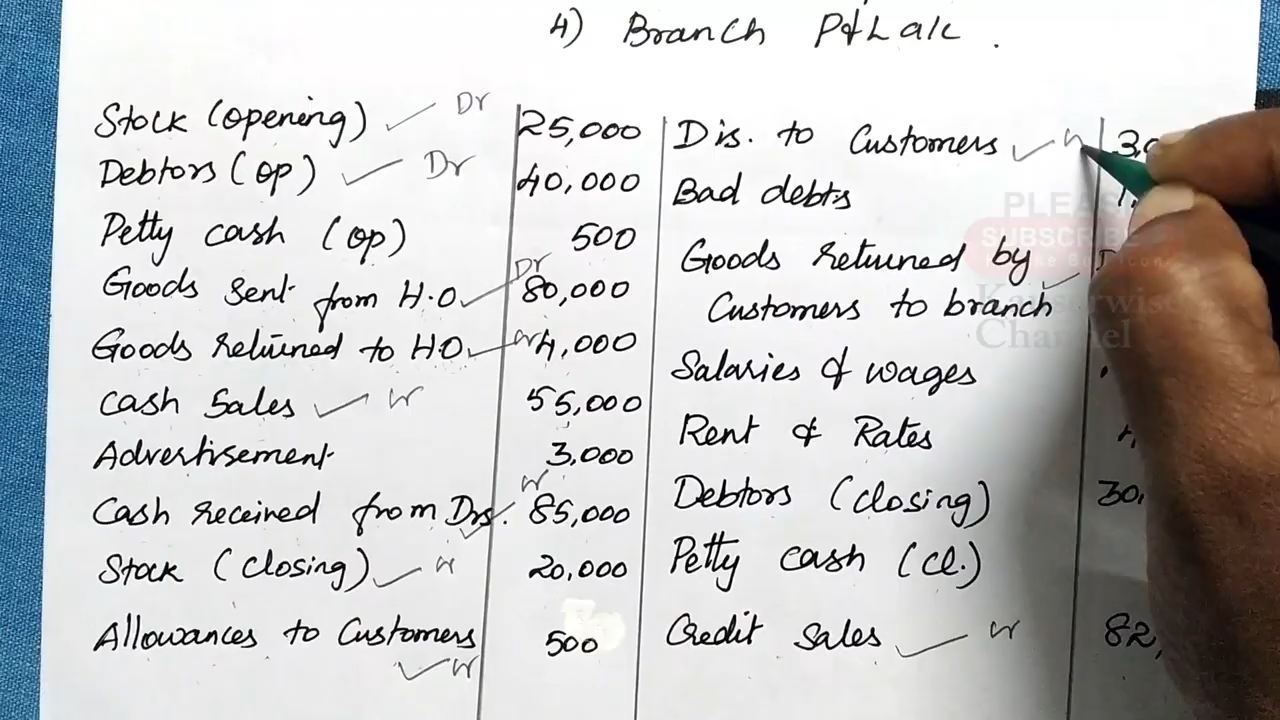 4) Branch P&L a/c.
Stock (opening) Dr 25,000
Debtors (op) Dr 40,000
Petty cash (op) 500
Goods sent from H.O. Dr 80,000
Goods returned to HO. cr 4,000
Cash Sales cr 55,000
Advertisement 3,000
Cash received from Drs. cr 85,000
Stock (closing) cr 20,000
Allowances to Customers cr 500
Dis. to Customers
Bad debts
Goods returned by
Customers to branch
Salaries & wages
Rent & Rates
Debtors (closing) 30,
Petty cash (cl.)
Credit Sales cr 82,
PLEAS
SUBSCRIBE
Channel